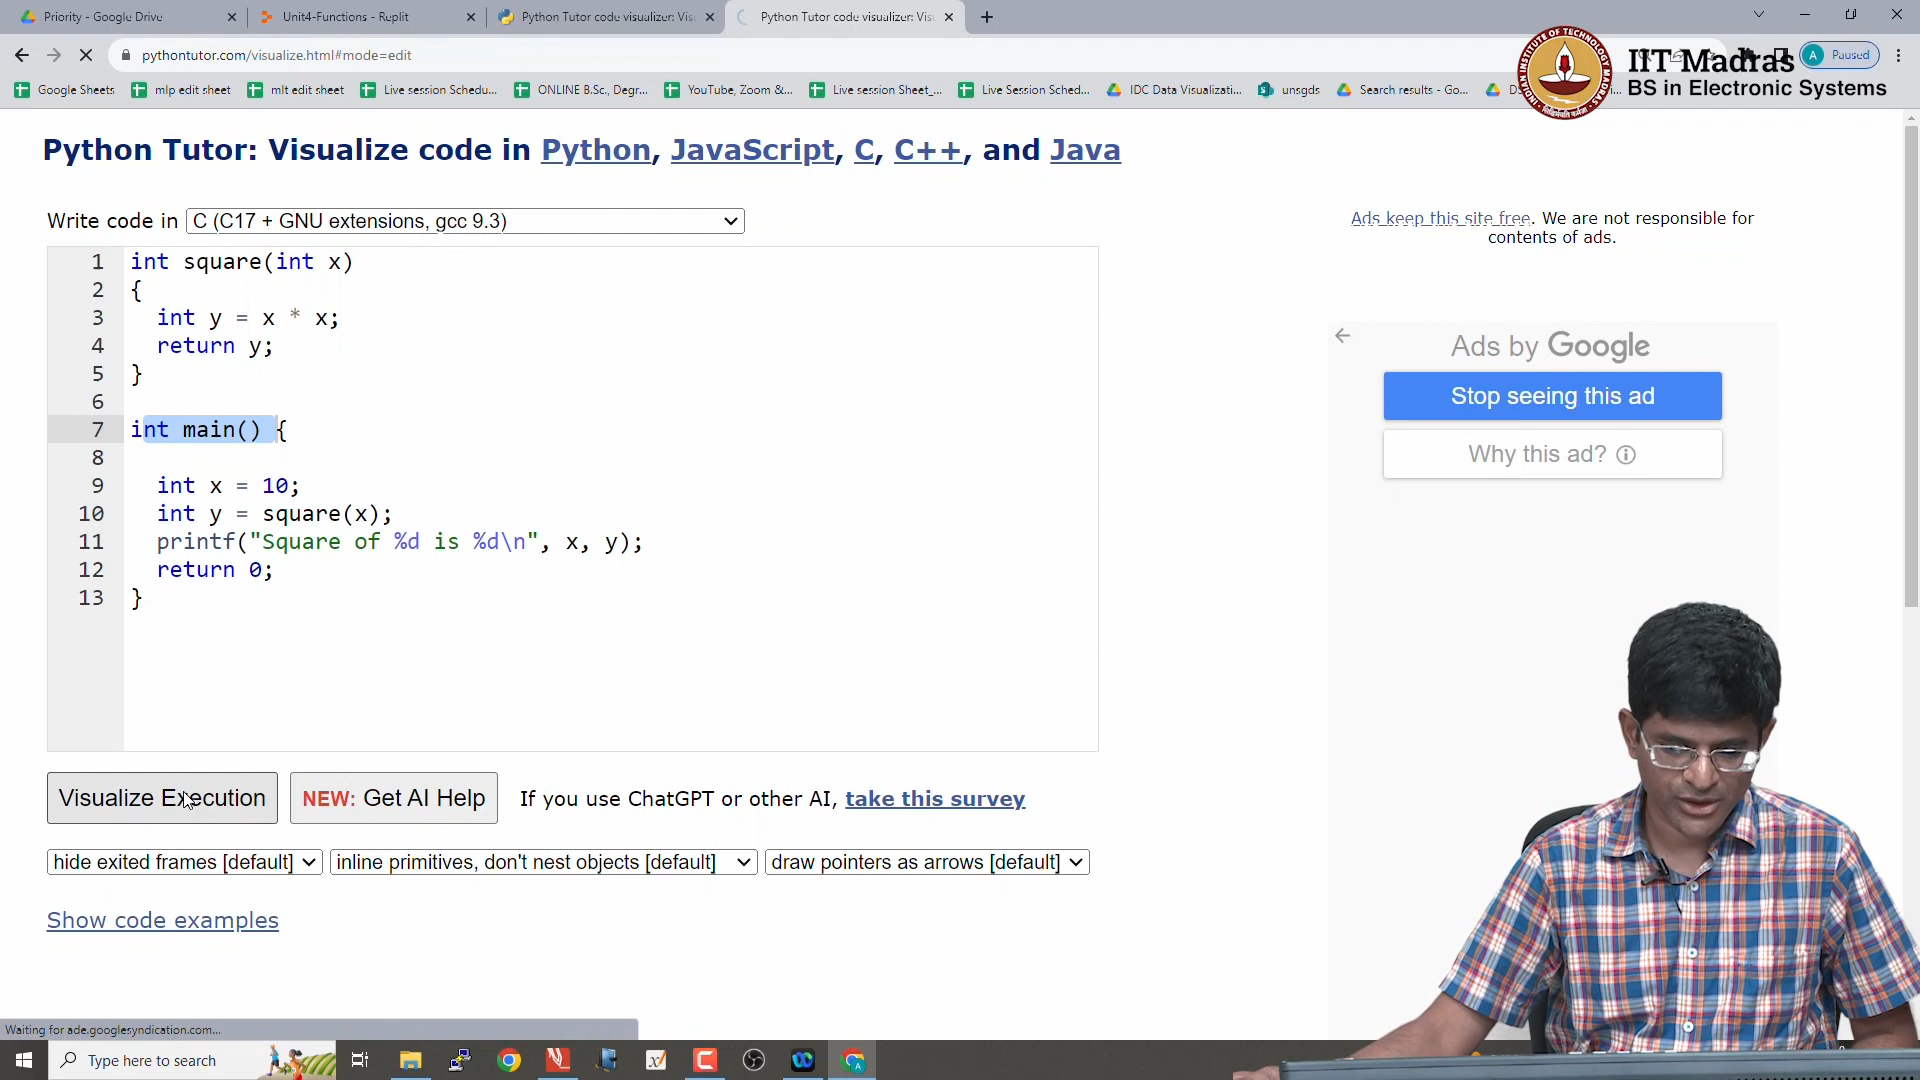 Priority - Google Drive
Unit4-Functions - Replit
Python Tutor code visualizer: Vis
Python Tutor code visualizer: Visu
pythontutor.com/visualize.html#mode=edit
A Paused
Google Sheets
mlp edit sheet
mlt edit sheet
Live session Schedu...
ONLINE B.Sc., Degr...
YouTube, Zoom &...
Live session Sheet_...
Live Session Sched...
IDC Data Visualizati...
unsgds
Search results - Go...
IIT Madras
BS in Electronic Systems
Python Tutor: Visualize code in Python, JavaScript, C, C++, and Java
Write code in C (C17 + GNU extensions, gcc 9.3)
Ads keep this site free. We are not responsible for
contents of ads.
1 int square(int x)
2 {
3 int y = x * x;
4 return y;
5 }
6
7 int main() {
8
9 int x = 10;
10 int y = square(x);
11 printf("Square of %d is %d\n", x, y);
12 return 0;
13 }
Ads by Google
Stop seeing this ad
Why this ad?
Visualize Execution
NEW: Get AI Help
If you use ChatGPT or other AI, take this survey
hide exited frames [default]
inline primitives, don't nest objects [default]
draw pointers as arrows [default]
Show code examples
Waiting for ade.googlesyndication.com...
Type here to search